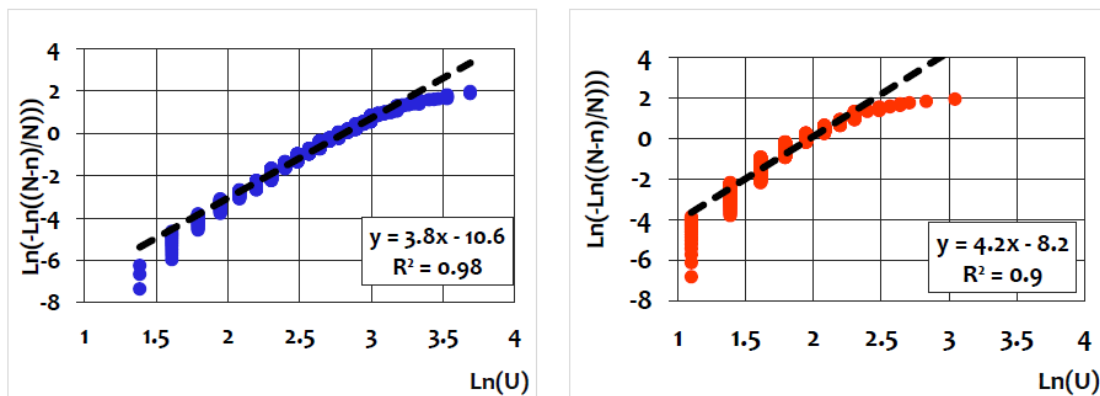 Ln(-Ln((N-n)/N)))
4
2
0
-2
-4
-6
-8
y = 3.8x - 10.6
R² = 0.98
1 1.5 2 2.5 3 3.5 4
Ln(U)
Ln(-Ln((N-n)/N)))
4
2
0
-2
-4
-6
-8
y = 4.2x - 8.2
R² = 0.9
1 1.5 2 2.5 3 3.5 4
Ln(U)